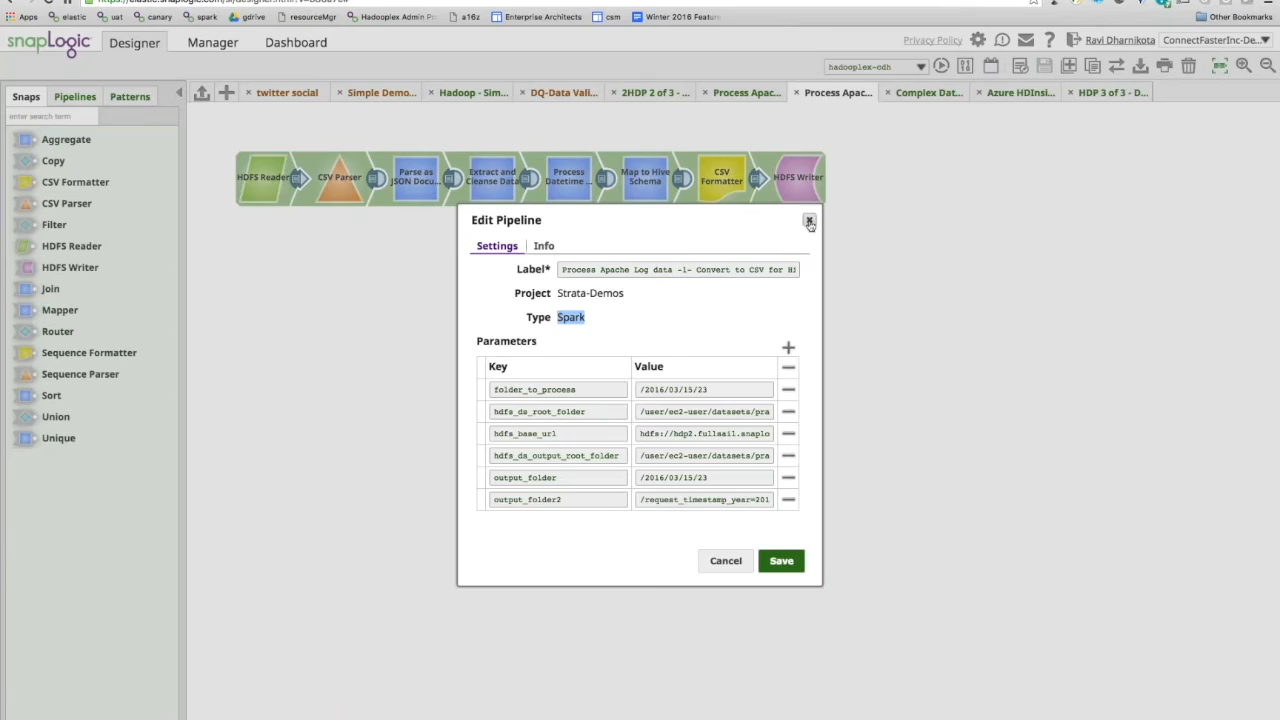 Apps elastic uat canary spark gdrive resourceMgr Hadooplex Admin Po a16z Enterprise Architects csm Winter 2016 Featur Other Bookmarks
snapLogic Designer Manager Dashboard Privacy Policy ? Ravi Dharnikota ConnectFasterInc-De...
hadooplex-cdh
Snaps Pipelines Patterns twitter social Simple Demo... Hadoop - Sim... DQ-Data Vali... 2HDP 2 of 3 - ... Process Apac... Process Apac... Complex Dat... Azure HDInsi... HDP 3 of 3 - D...
enter search term
Aggregate
Copy
CSV Formatter
CSV Parser
Filter
HDFS Reader
HDFS Writer
Join
Mapper
Router
Sequence Formatter
Sequence Parser
Sort
Union
Unique
HDFS Reader
CSV Parser
Parse as
JSON Docu...
Extract and
Cleanse Data
Process
Datetime ...
Map to Hive
Schema
CSV
Formatter
HDFS Writer
Edit Pipeline
Settings Info
Label* Process Apache Log data -1- Convert to CSV for Hi
Project Strata-Demos
Type Spark
Parameters
Key Value
folder_to_process /2016/03/15/23
hdfs_ds_root_folder /user/ec2-user/datasets/pra
hdfs_base_url hdfs://hdp2.fullsail.snaplo
hdfs_ds_output_root_folder /user/ec2-user/datasets/pra
output_folder /2016/03/15/23
output_folder2 /request_timestamp_year=201
Cancel Save